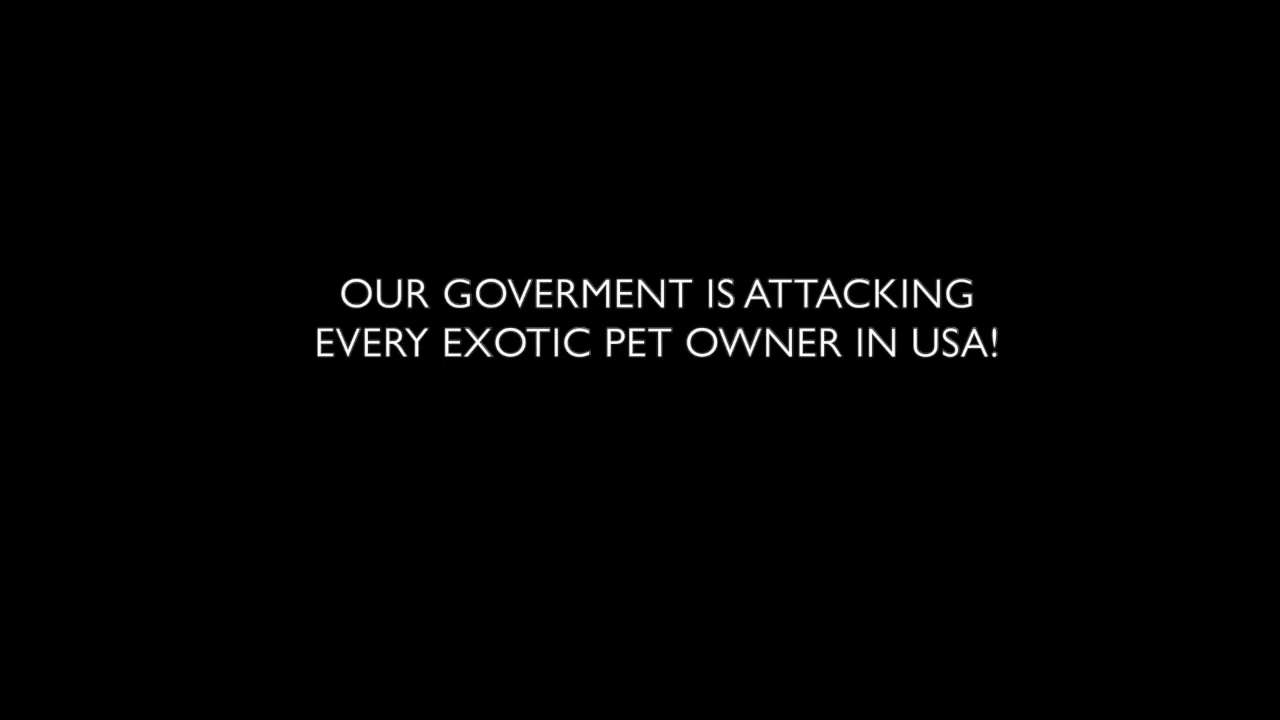 OUR GOVERMENT IS ATTACKING
EVERY EXOTIC PET OWNER IN USA!